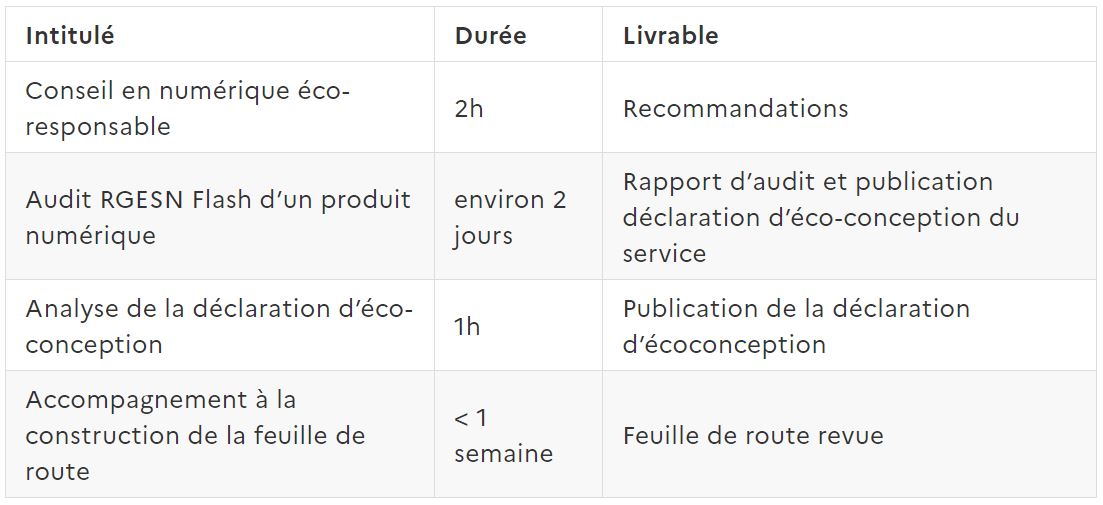 Intitulé
Durée
Livrable
Conseil en numérique éco-
responsable
2h
Recommandations
Audit RGESN Flash d’un produit
numérique
environ 2
jours
Rapport d’audit et publication
déclaration d’éco-conception du
service
Analyse de la déclaration d’éco-
conception
1h
Publication de la déclaration
d’écoconception
Accompagnement à la
construction de la feuille de
route
< 1
semaine
Feuille de route revue